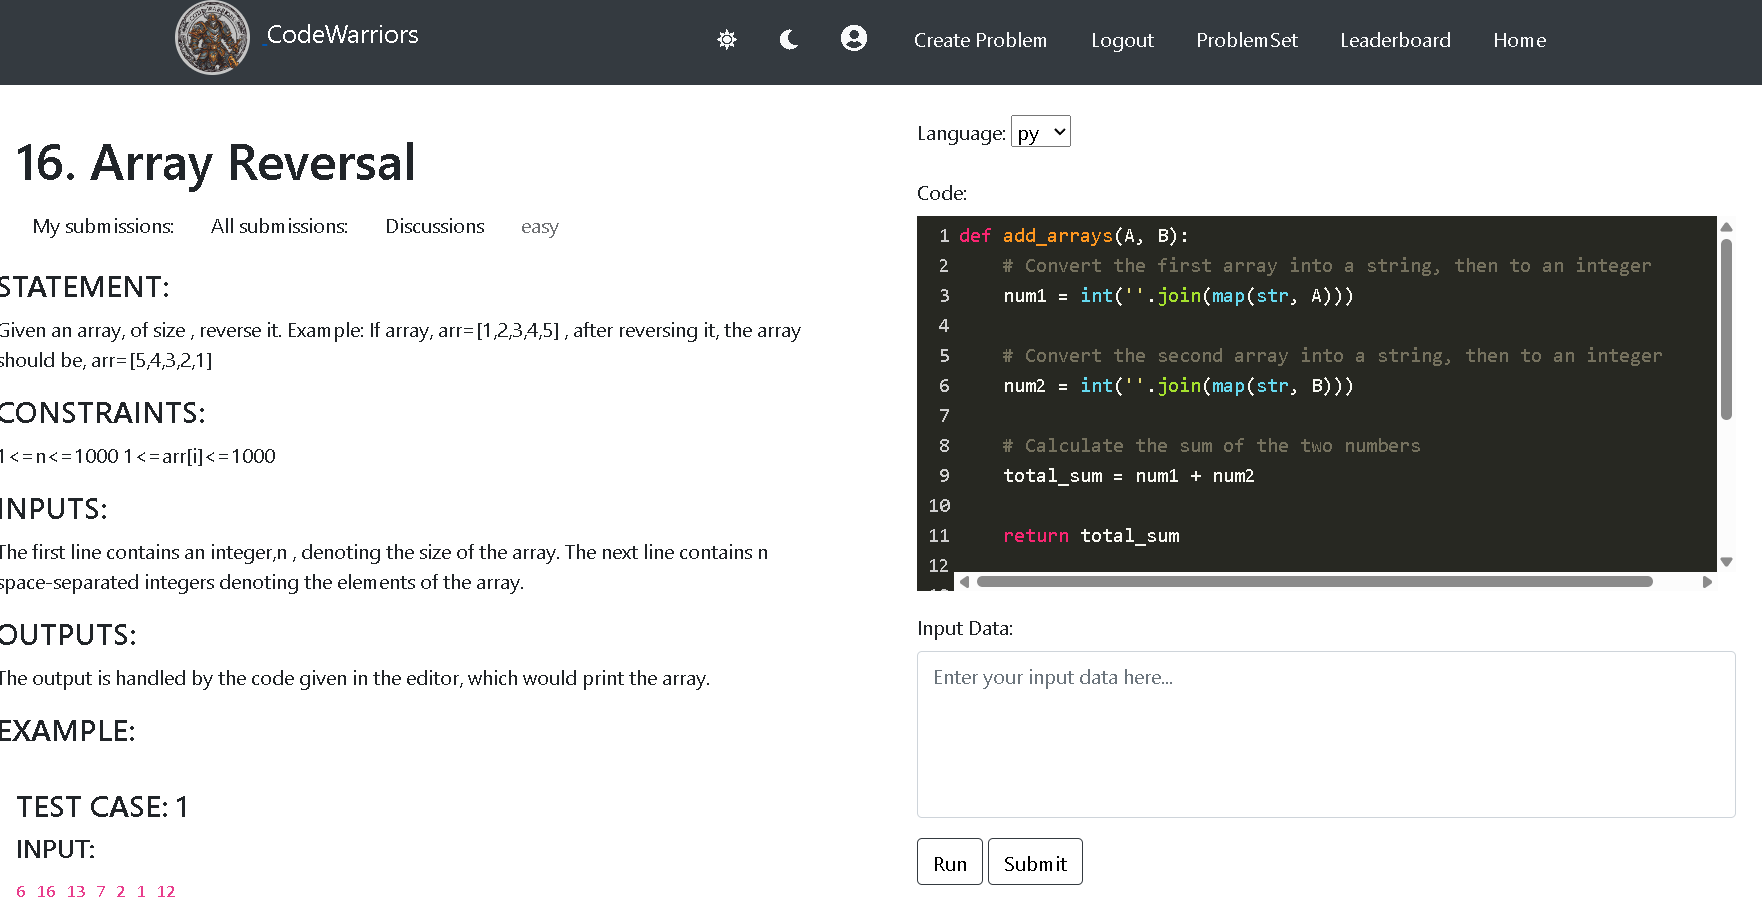 _CodeWarriors
Create Problem
Logout
ProblemSet
Leaderboard
Home
16. Array Reversal
My submissions:
All submissions:
Discussions
easy
STATEMENT:
Given an array, of size , reverse it. Example: If array, arr=[1,2,3,4,5] , after reversing it, the array
should be, arr=[5,4,3,2,1]
CONSTRAINTS:
1<=n<=1000 1<=arr[i]<=1000
INPUTS:
The first line contains an integer,n , denoting the size of the array. The next line contains n
space-separated integers denoting the elements of the array.
OUTPUTS:
The output is handled by the code given in the editor, which would print the array.
EXAMPLE:
TEST CASE: 1
INPUT:
6 16 13 7 2 1 12
Language: py
Code:
1 def add_arrays(A, B):
2 # Convert the first array into a string, then to an integer
3 num1 = int(''.join(map(str, A)))
4
5 # Convert the second array into a string, then to an integer
6 num2 = int(''.join(map(str, B)))
7
8 # Calculate the sum of the two numbers
9 total_sum = num1 + num2
10
11 return total_sum
12
Input Data:
Enter your input data here...
Run
Submit